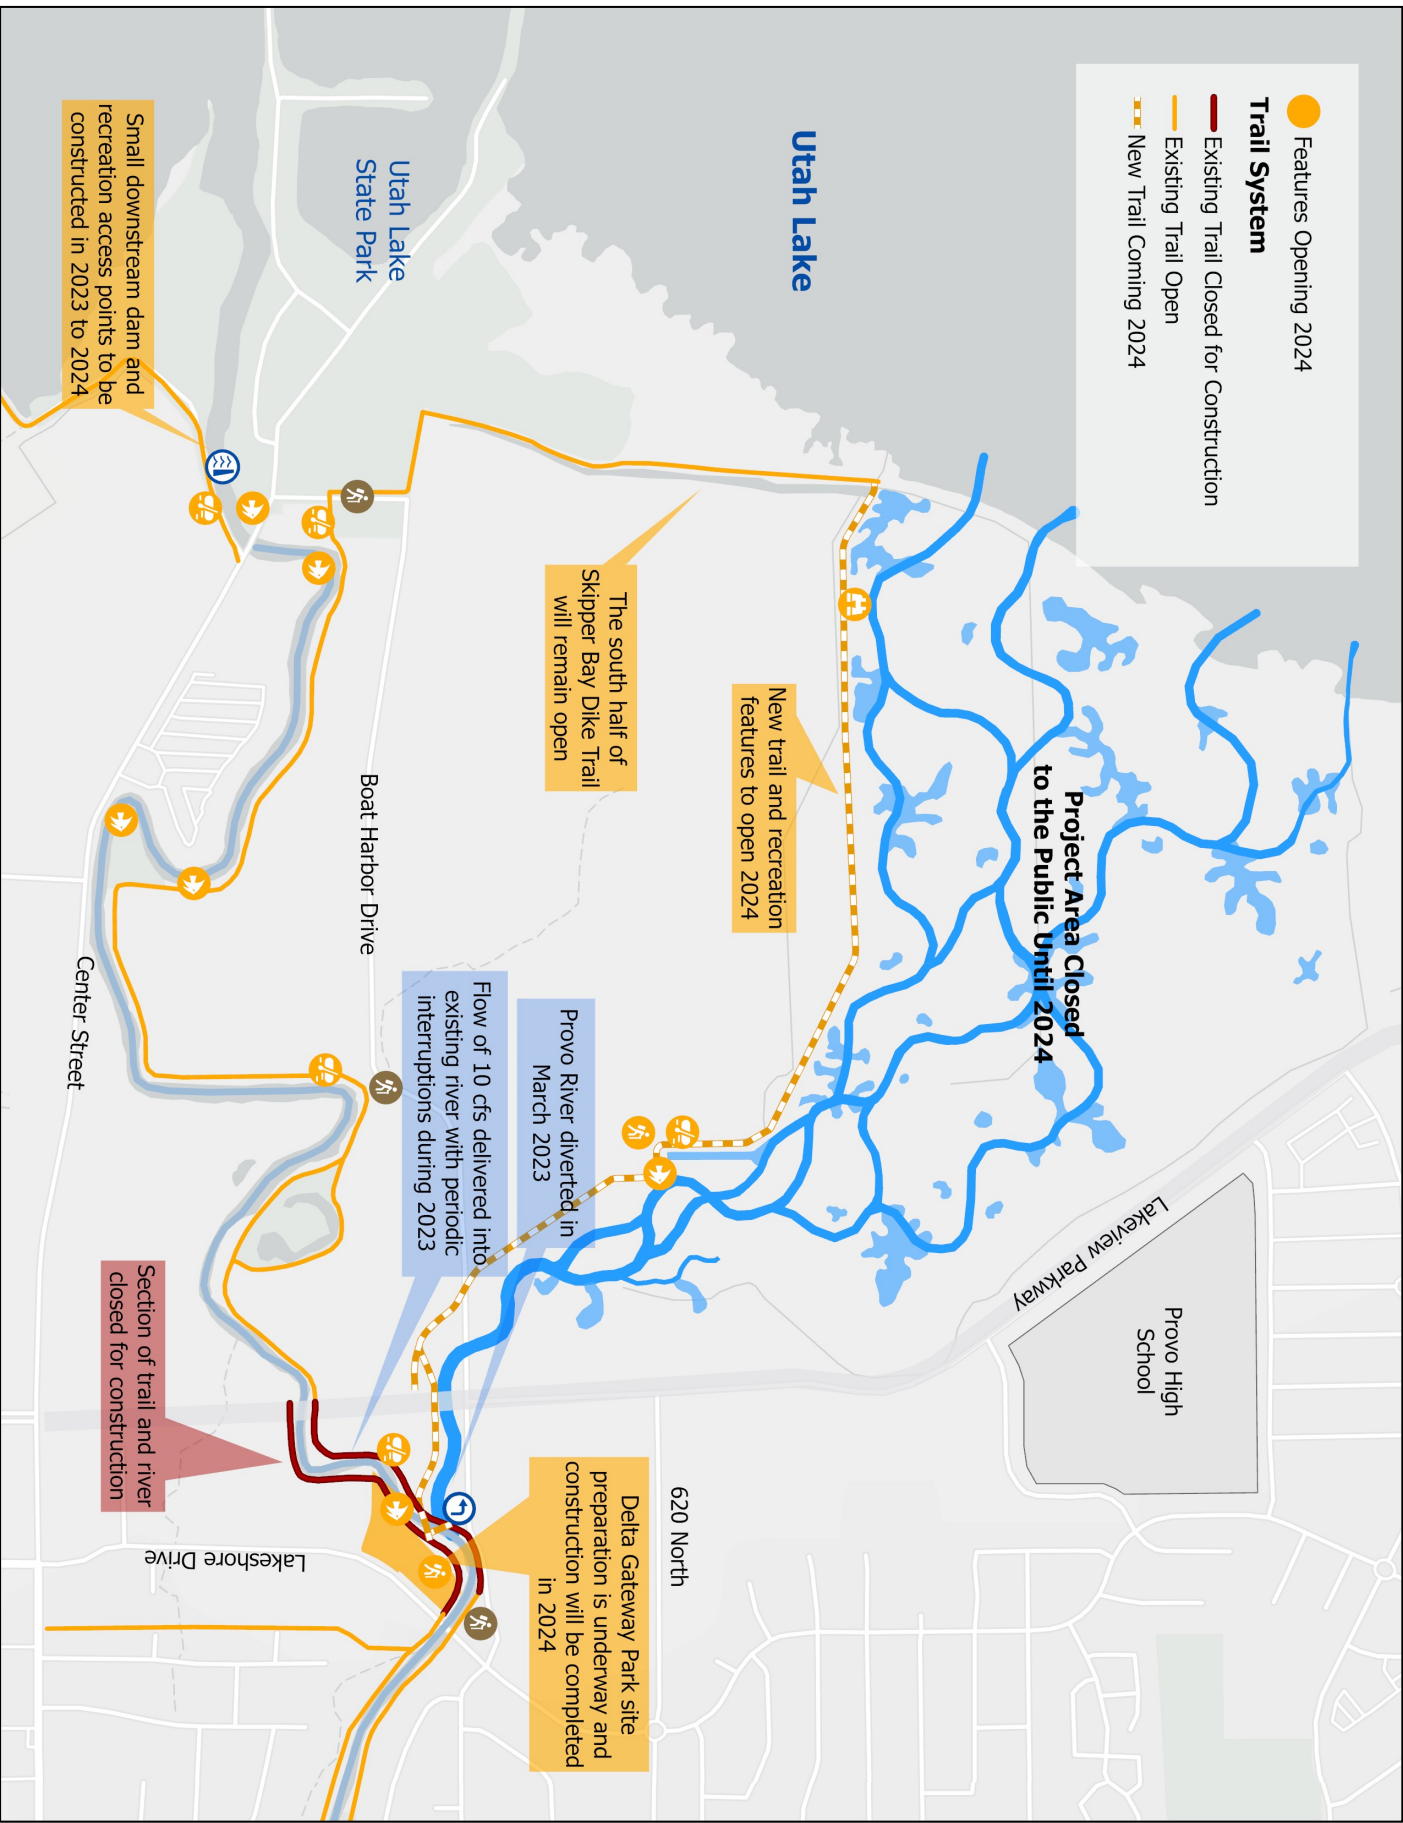 Features Opening 2024
Trail System
Existing Trail Closed for Construction
Existing Trail Open
New Trail Coming 2024
Utah Lake
Utah Lake
State Park
Small downstream dam and
recreation access points to be
constructed in 2023 to 2024
The south half of
Skipper Bay Dike Trail
will remain open
New trail and recreation
features to open 2024
Project Area Closed
to the Public Until 2024
Boat Harbor Drive
Center Street
Provo River diverted in
March 2023
Flow of 10 cfs delivered into
existing river with periodic
interruptions during 2023
Lakeview Parkway
Provo High
School
Section of trail and river
closed for construction
620 North
Delta Gateway Park site
preparation is underway and
construction will be completed
in 2024
Lakeshore Drive